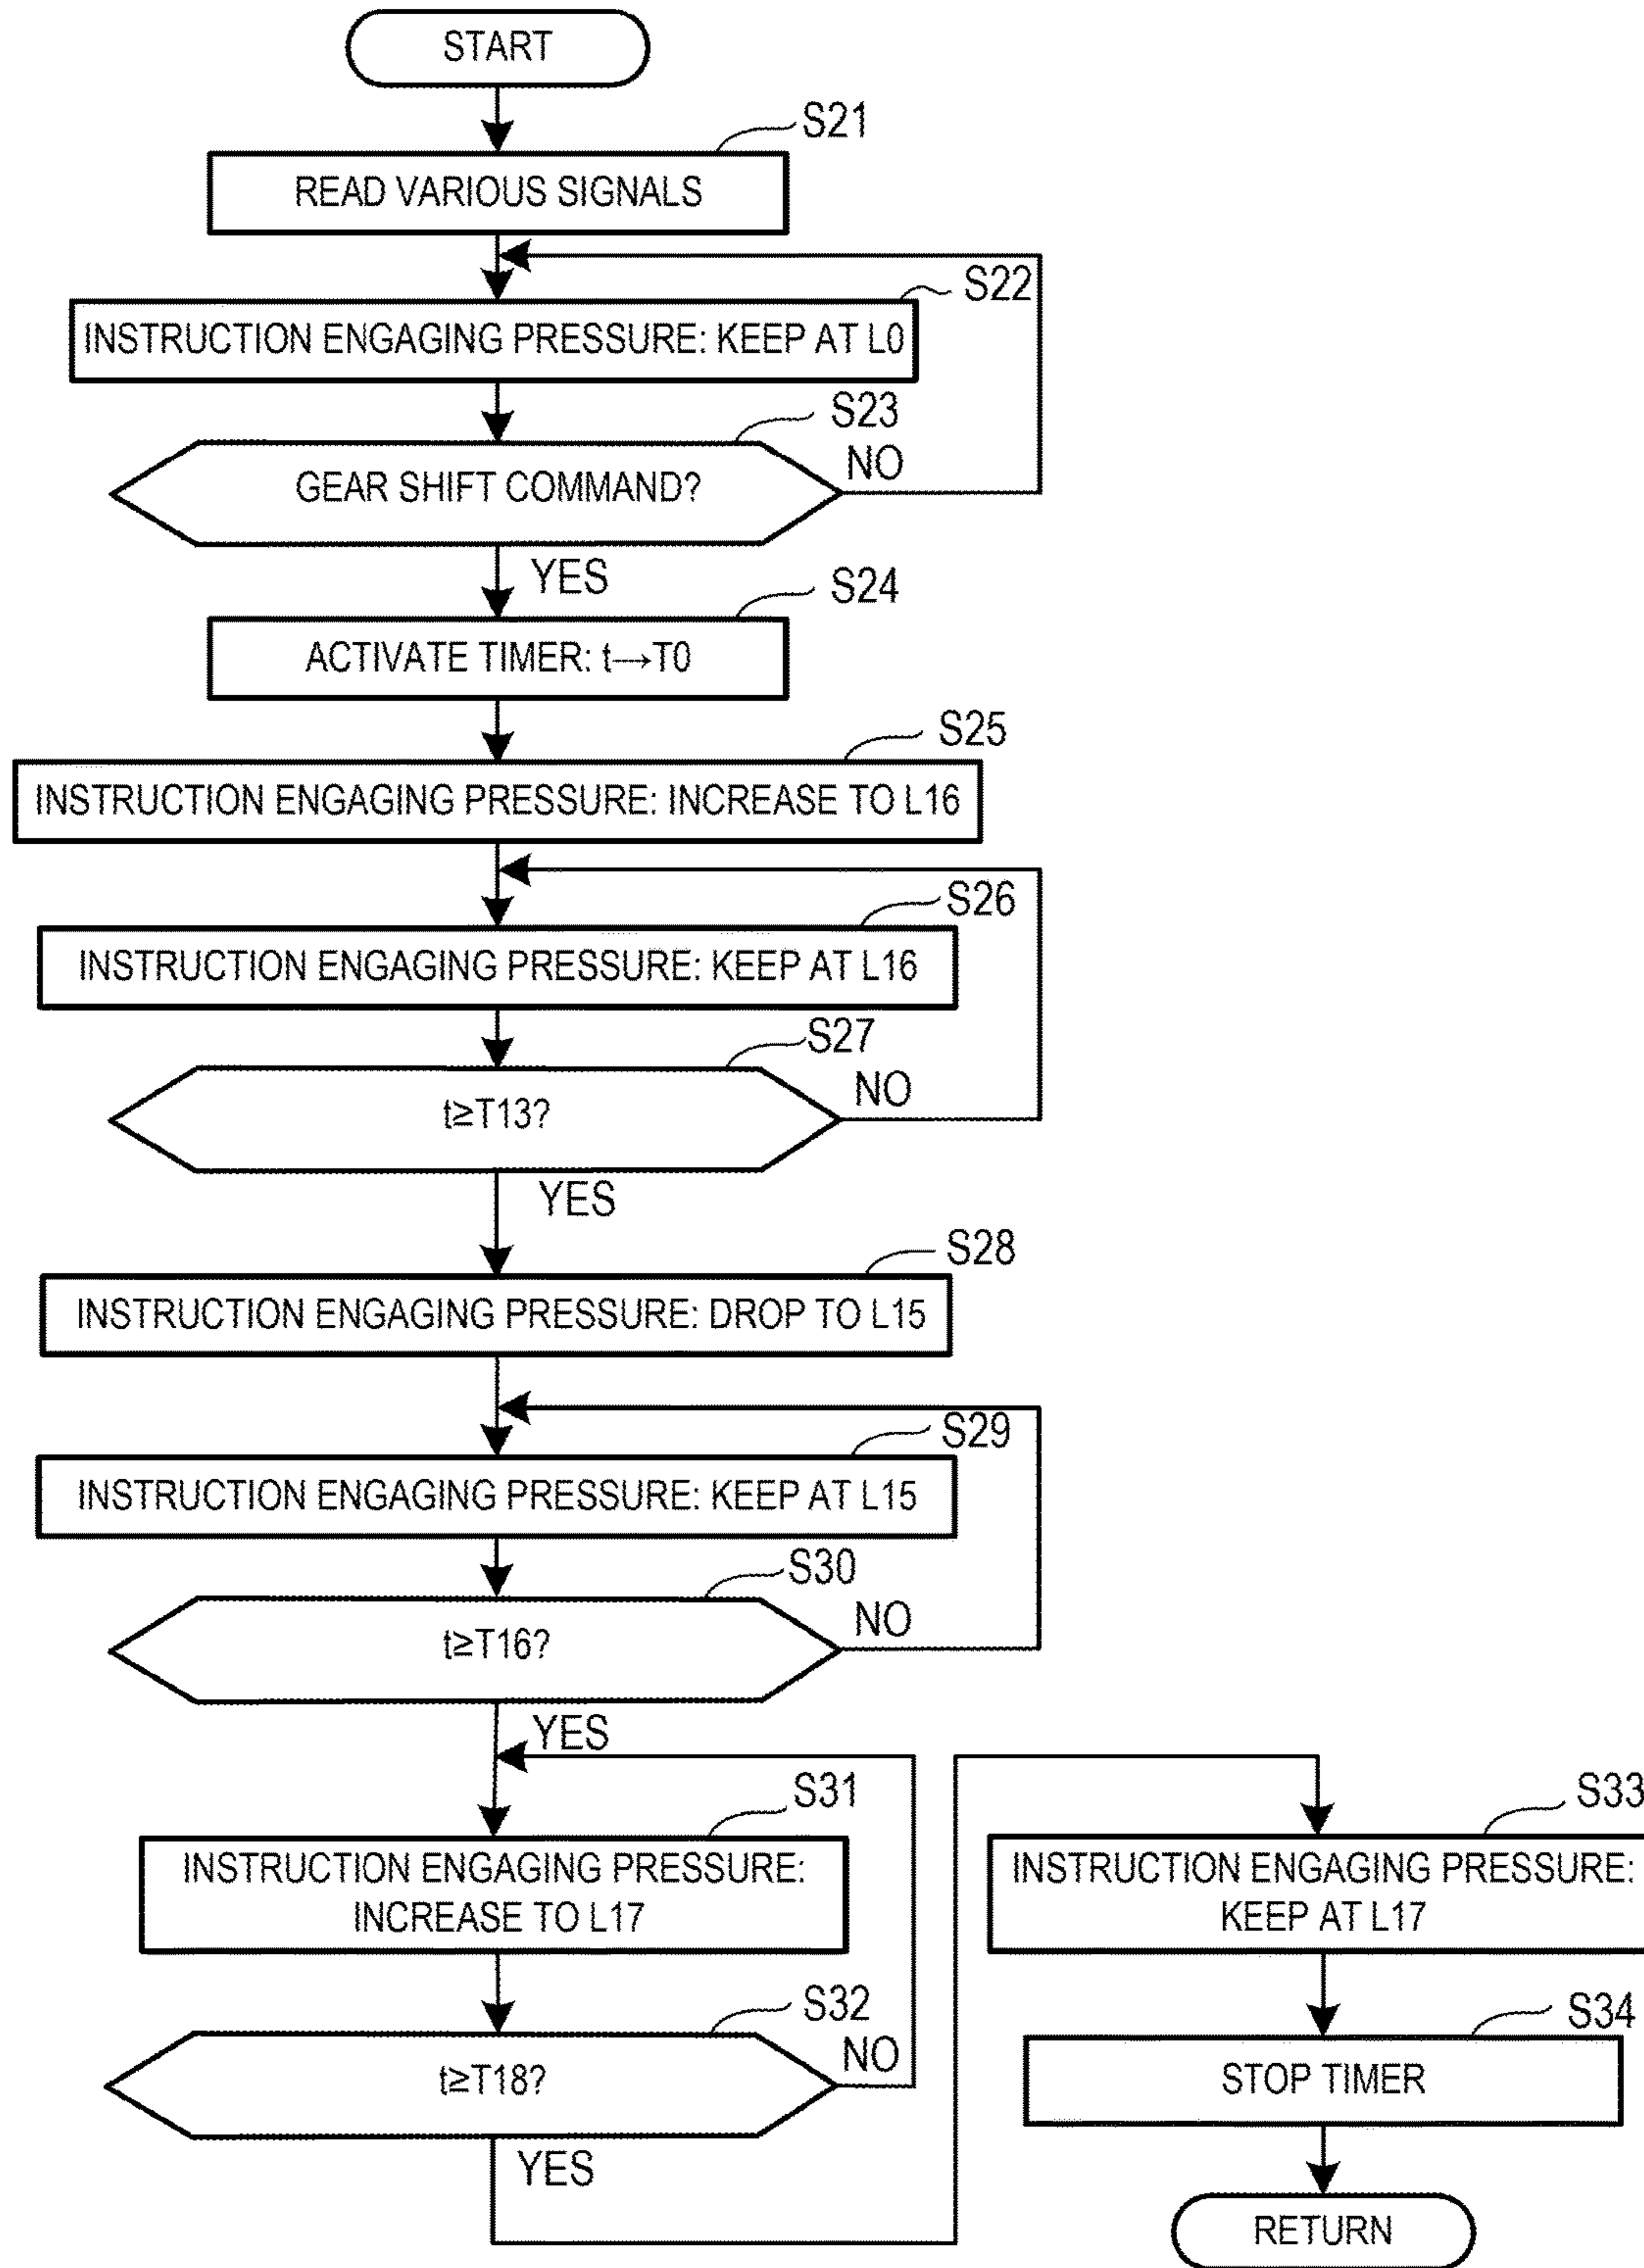 START
S21
READ VARIOUS SIGNALS
S22
INSTRUCTION ENGAGING PRESSURE: KEEP AT L0
S23
GEAR SHIFT COMMAND?
NO
YES
S24
ACTIVATE TIMER: t→T0
S25
INSTRUCTION ENGAGING PRESSURE: INCREASE TO L16
S26
INSTRUCTION ENGAGING PRESSURE: KEEP AT L16
S27
t≥T13?
NO
YES
S28
INSTRUCTION ENGAGING PRESSURE: DROP TO L15
S29
INSTRUCTION ENGAGING PRESSURE: KEEP AT L15
S30
t≥T16?
NO
YES
S31
INSTRUCTION ENGAGING PRESSURE:
INCREASE TO L17
S32
t≥T18?
NO
YES
S33
INSTRUCTION ENGAGING PRESSURE:
KEEP AT L17
S34
STOP TIMER
RETURN